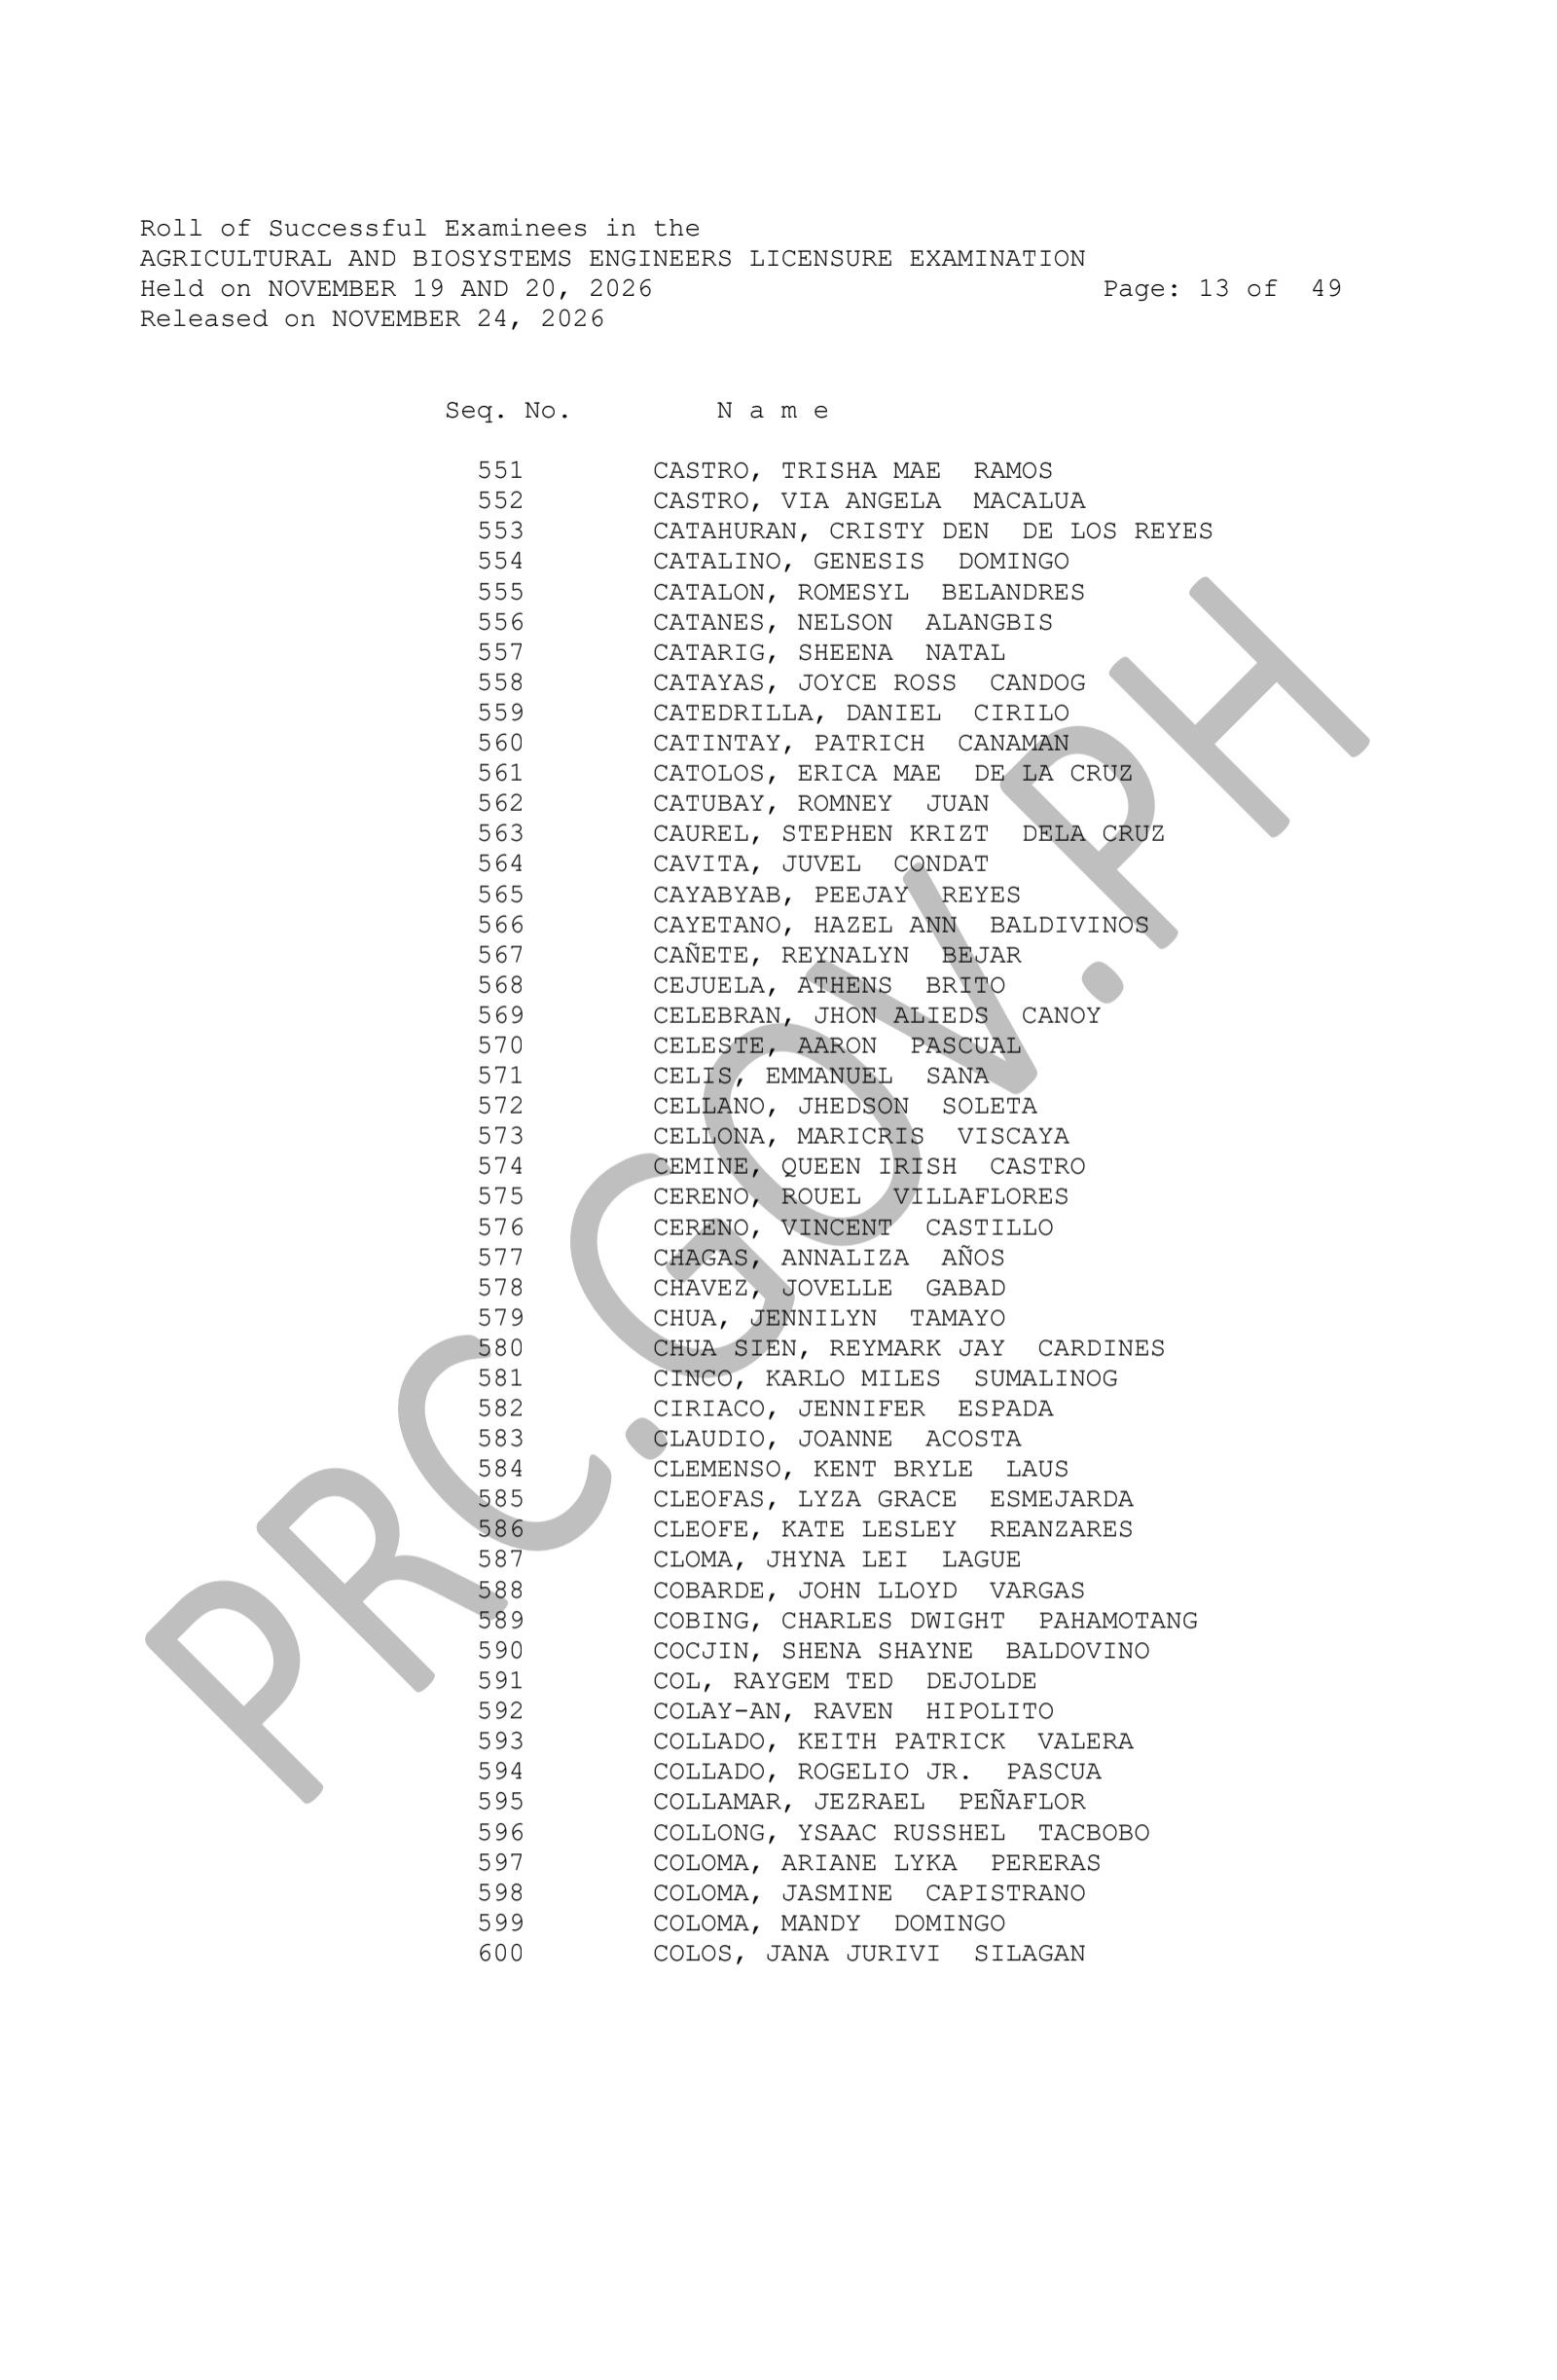 Roll of Successful Examinees in the
AGRICULTURAL AND BIOSYSTEMS ENGINEERS LICENSURE EXAMINATION
Held on NOVEMBER 19 AND 20, 2026 Page: 13 of 49
Released on NOVEMBER 24, 2026
Seq. No. N a m e
551 CASTRO, TRISHA MAE RAMOS
552 CASTRO, VIA ANGELA MACALUA
553 CATAHURAN, CRISTY DEN DE LOS REYES
554 CATALINO, GENESIS DOMINGO
555 CATALON, ROMESYL BELANDRES
556 CATANES, NELSON ALANGBIS
557 CATARIG, SHEENA NATAL
558 CATAYAS, JOYCE ROSS CANDOG
559 CATEDRILLA, DANIEL CIRILO
560 CATINTAY, PATRICH CANAMAN
561 CATOLOS, ERICA MAE DE LA CRUZ
562 CATUBAY, ROMNEY JUAN
563 CAUREL, STEPHEN KRIZT DELA CRUZ
564 CAVITA, JUVEL CONDAT
565 CAYABYAB, PEEJAY REYES
566 CAYETANO, HAZEL ANN BALDIVINOS
567 CAÑETE, REYNALYN BEJAR
568 CEJUELA, ATHENS BRITO
569 CELEBRAN, JHON ALIEDS CANOY
570 CELESTE, AARON PASCUAL
571 CELIS, EMMANUEL SANA
572 CELLANO, JHEDSON SOLETA
573 CELLONA, MARICRIS VISCAYA
574 CEMINE, QUEEN IRISH CASTRO
575 CERENO, ROUEL VILLAFLORES
576 CERENO, VINCENT CASTILLO
577 CHAGAS, ANNALIZA AÑOS
578 CHAVEZ, JOVELLE GABAD
579 CHUA, JENNILYN TAMAYO
580 CHUA SIEN, REYMARK JAY CARDINES
581 CINCO, KARLO MILES SUMALINOG
582 CIRIACO, JENNIFER ESPADA
583 CLAUDIO, JOANNE ACOSTA
584 CLEMENSO, KENT BRYLE LAUS
585 CLEOFAS, LYZA GRACE ESMEJARDA
586 CLEOFE, KATE LESLEY REANZARES
587 CLOMA, JHYNA LEI LAGUE
588 COBARDE, JOHN LLOYD VARGAS
589 COBING, CHARLES DWIGHT PAHAMOTANG
590 COCJIN, SHENA SHAYNE BALDOVINO
591 COL, RAYGEM TED DEJOLDE
592 COLAY-AN, RAVEN HIPOLITO
593 COLLADO, KEITH PATRICK VALERA
594 COLLADO, ROGELIO JR. PASCUA
595 COLLAMAR, JEZRAEL PEÑAFLOR
596 COLLONG, YSAAC RUSSHEL TACBOBO
597 COLOMA, ARIANE LYKA PERERAS
598 COLOMA, JASMINE CAPISTRANO
599 COLOMA, MANDY DOMINGO
600 COLOS, JANA JURIVI SILAGAN
PRC.GOV.PH